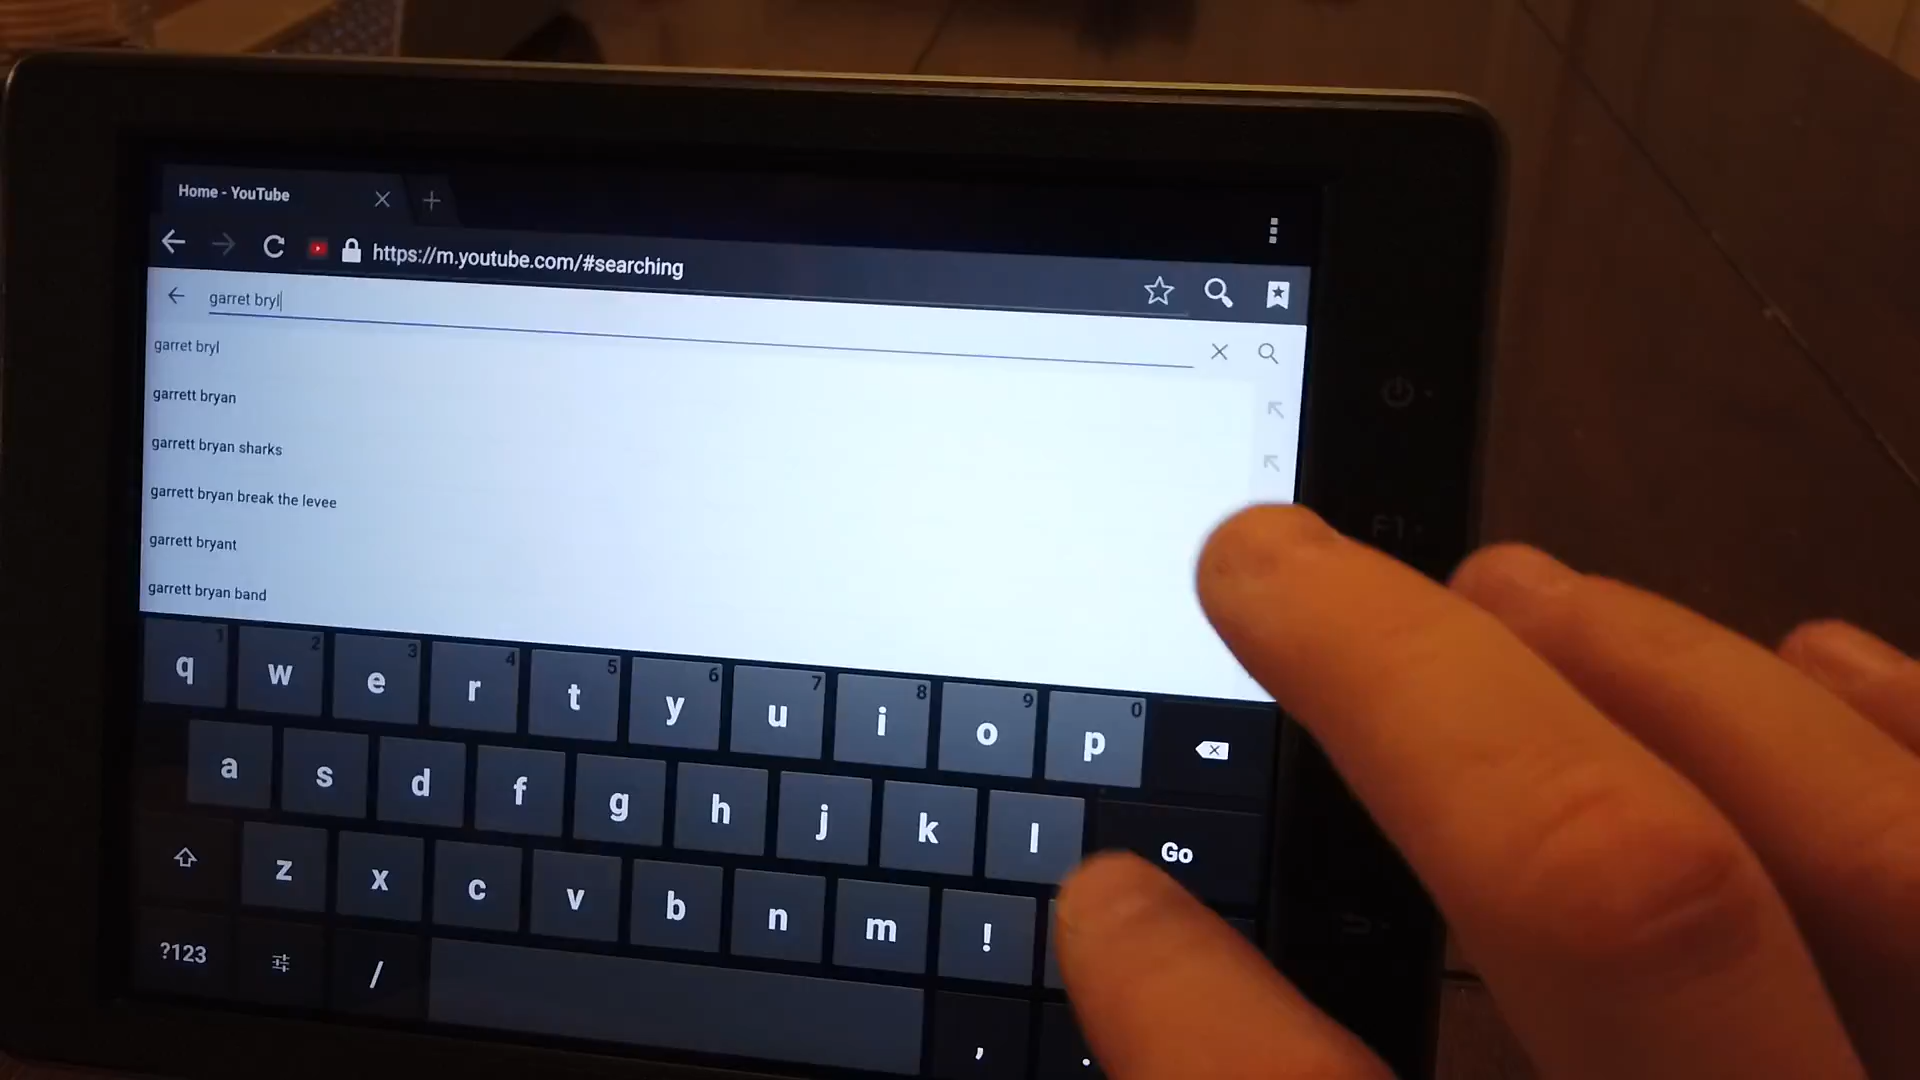 Home - YouTube
https://m.youtube.com/#searching
garret bryl
garret bryl
garrett bryan
garrett bryan sharks
garrett bryan break the levee
garrett bryant
garrett bryan band
1 2 3 4 5 6 7 8 9 0
q w e r t y u i o p
a s d f g h j k l Go
z x c v b n m !
?123 / , .
F1